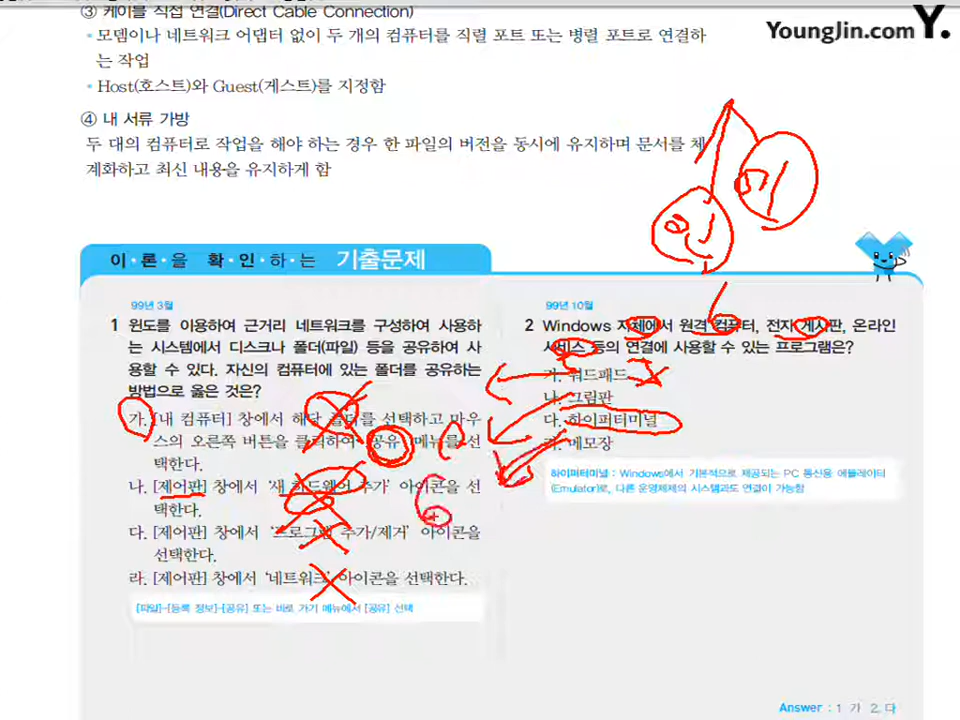 ③ 케이블 직접 연결(Direct Cable Connection)
YoungJin.com Y.
• 모뎀이나 네트워크 어댑터 없이 두 개의 컴퓨터를 직렬 포트 또는 병렬 포트로 연결하
는 작업
• Host(호스트)와 Guest(게스트)를 지정함
④ 내 서류 가방
두 대의 컴퓨터로 작업을 해야 하는 경우 한 파일의 버전을 동시에 유지하며 문서를 체
계화하고 최신 내용을 유지하게 함
이·론·을 확·인·하·는 기출문제
99년 3월
1 윈도를 이용하여 근거리 네트워크를 구성하여 사용하
는 시스템에서 디스크나 폴더(파일) 등을 공유하여 사
용할 수 있다. 자신의 컴퓨터에 있는 폴더를 공유하는
방법으로 옳은 것은?
가. [내 컴퓨터] 창에서 해당 폴더를 선택하고 마우
스의 오른쪽 버튼을 클릭하여 '공유' 메뉴를 선
택한다.
나. [제어판] 창에서 '새 하드웨어 추가' 아이콘을 선
택한다.
다. [제어판] 창에서 '프로그램 추가/제거' 아이콘을
선택한다.
라. [제어판] 창에서 '네트워크' 아이콘을 선택한다.
[파일]-[등록 정보]-[공유] 또는 바로 가기 메뉴에서 [공유] 선택
99년 10월
2 Windows 자체에서 원격 컴퓨터, 전자 게시판, 온라인
서비스 등의 연결에 사용할 수 있는 프로그램은?
가. 워드패드
나. 그림판
다. 하이퍼터미널
라. 메모장
하이퍼터미널 : Windows에서 기본적으로 제공되는 PC 통신용 에뮬레이터
(Emulator)로, 다른 운영체제의 시스템과도 연결이 가능함
Answer : 1 가 2. 다